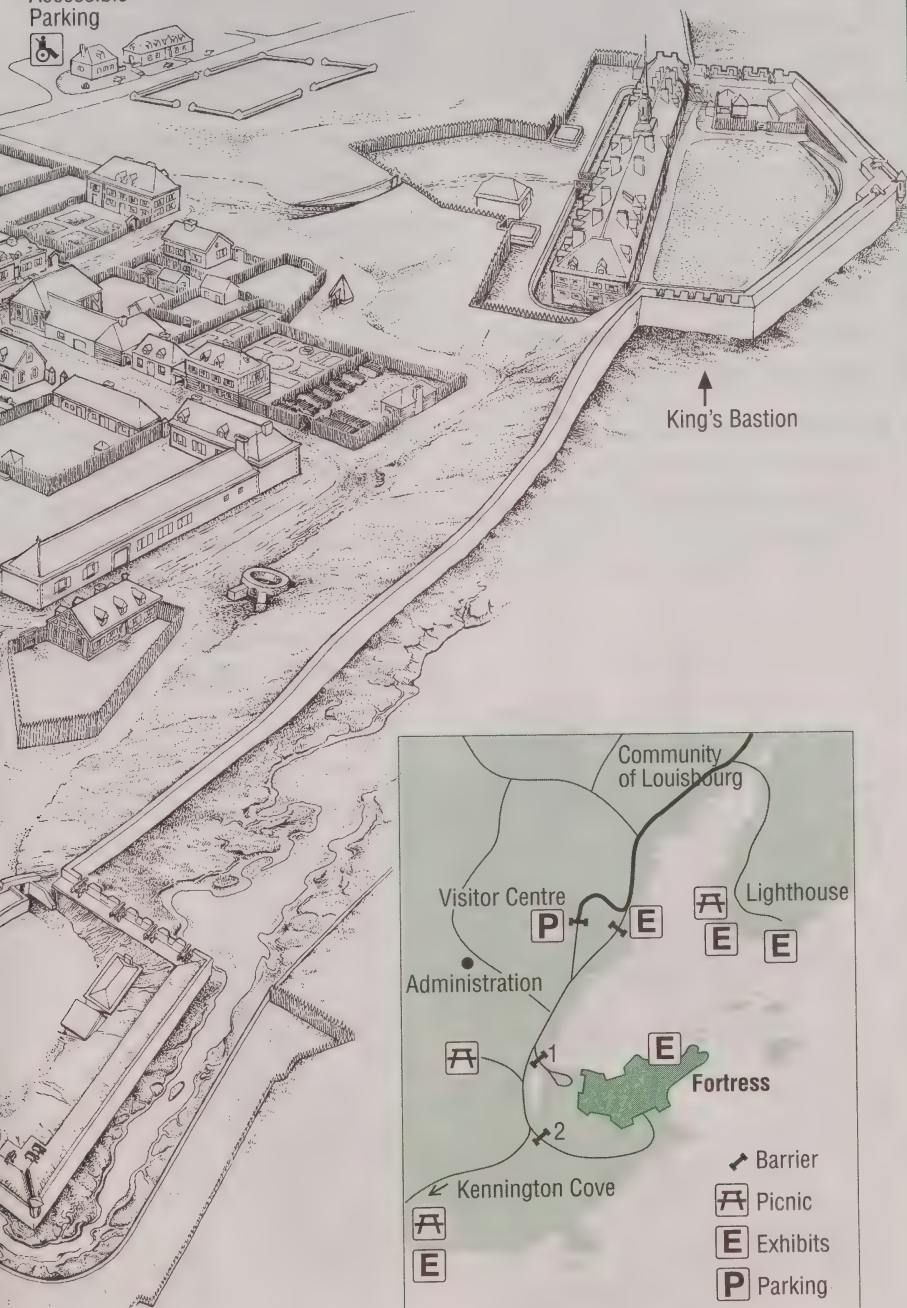 Parking
King's Bastion
Community
of Louisbourg
Visitor Centre
P
E
Lighthouse
E
E
Administration
1
E
Fortress
2
Kennington Cove
E
Barrier
Picnic
E Exhibits
P Parking